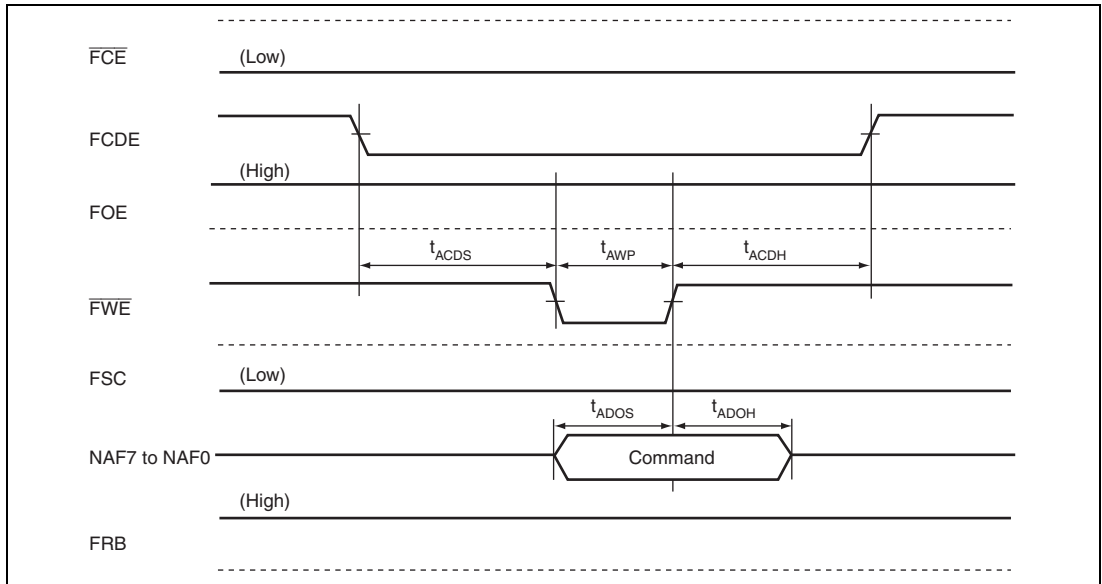 FCE (Low)
FCDE
(High)
FOE
tACDS tAWP tACDH
FWE
FSC (Low)
tADOS tADOH
NAF7 to NAF0 Command
(High)
FRB